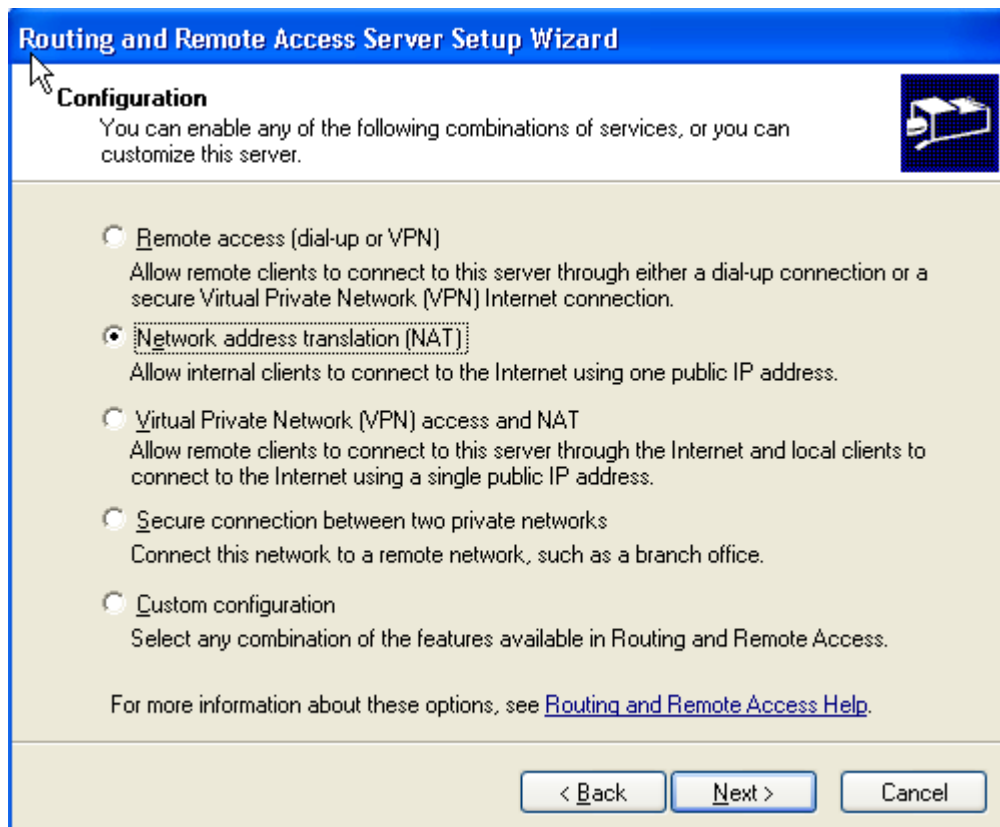 Routing and Remote Access Server Setup Wizard
Configuration
You can enable any of the following combinations of services, or you can
customize this server.
Remote access (dial-up or VPN)
Allow remote clients to connect to this server through either a dial-up connection or a
secure Virtual Private Network (VPN) Internet connection.
Network address translation (NAT)
Allow internal clients to connect to the Internet using one public IP address.
Virtual Private Network (VPN) access and NAT
Allow remote clients to connect to this server through the Internet and local clients to
connect to the Internet using a single public IP address.
Secure connection between two private networks
Connect this network to a remote network, such as a branch office.
Custom configuration
Select any combination of the features available in Routing and Remote Access.
For more information about these options, see Routing and Remote Access Help.
< Back Next > Cancel